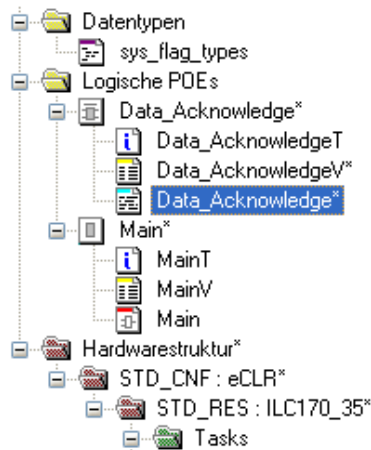 Datentypen
sys_flag_types
Logische POEs
Data_Acknowledge*
Data_AcknowledgeT
Data_AcknowledgeV*
Data_Acknowledge*
Main*
MainT
MainV
Main
Hardwarestruktur*
STD_CNF : eCLR*
STD_RES : ILC170_35*
Tasks